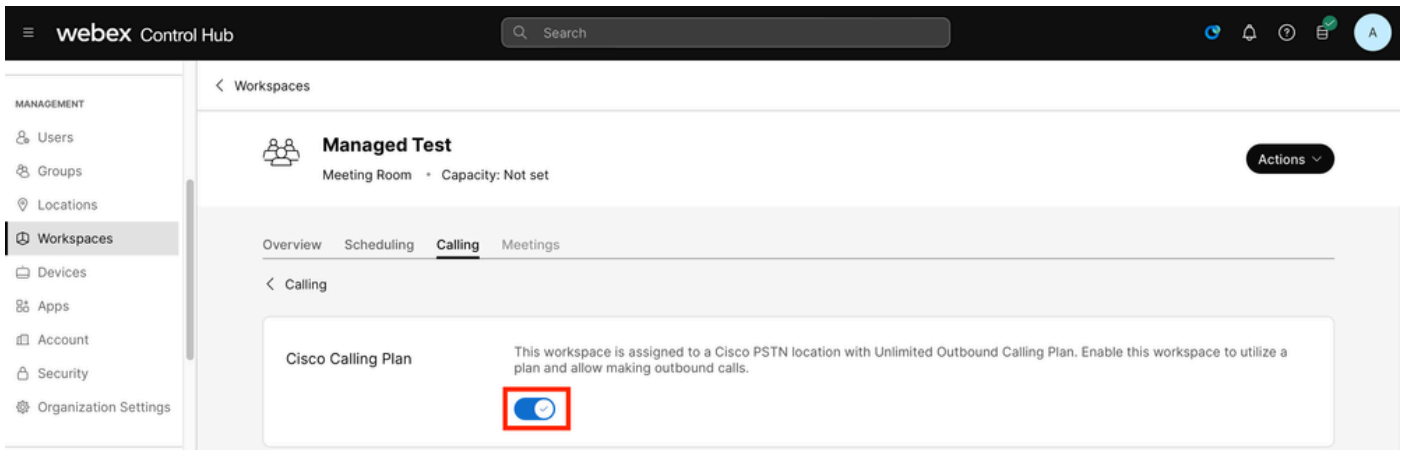 webex Control Hub
Search
A
MANAGEMENT
Users
Groups
Locations
Workspaces
Devices
Apps
Account
Security
Organization Settings
Workspaces
Managed Test
Meeting Room • Capacity: Not set
Actions
Overview Scheduling Calling Meetings
Calling
Cisco Calling Plan
This workspace is assigned to a Cisco PSTN location with Unlimited Outbound Calling Plan. Enable this workspace to utilize a
plan and allow making outbound calls.